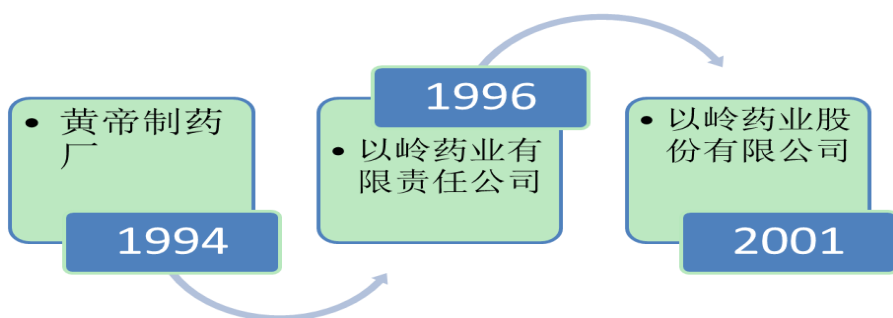 • 黄帝制药
厂
1994
1996
• 以岭药业有
限责任公司
• 以岭药业股
份有限公司
2001